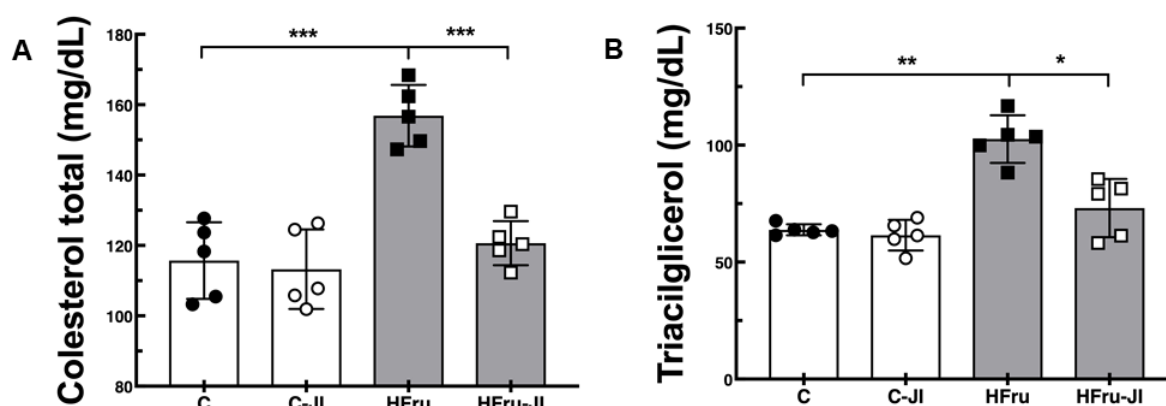 A
Colesterol total (mg/dL)
180
160
140
120
100
80
***
***
C
C-JI
HFru
HFru-JI
B
Triacilglicerol (mg/dL)
150
100
50
0
**
*
C
C-JI
HFru
HFru-JI